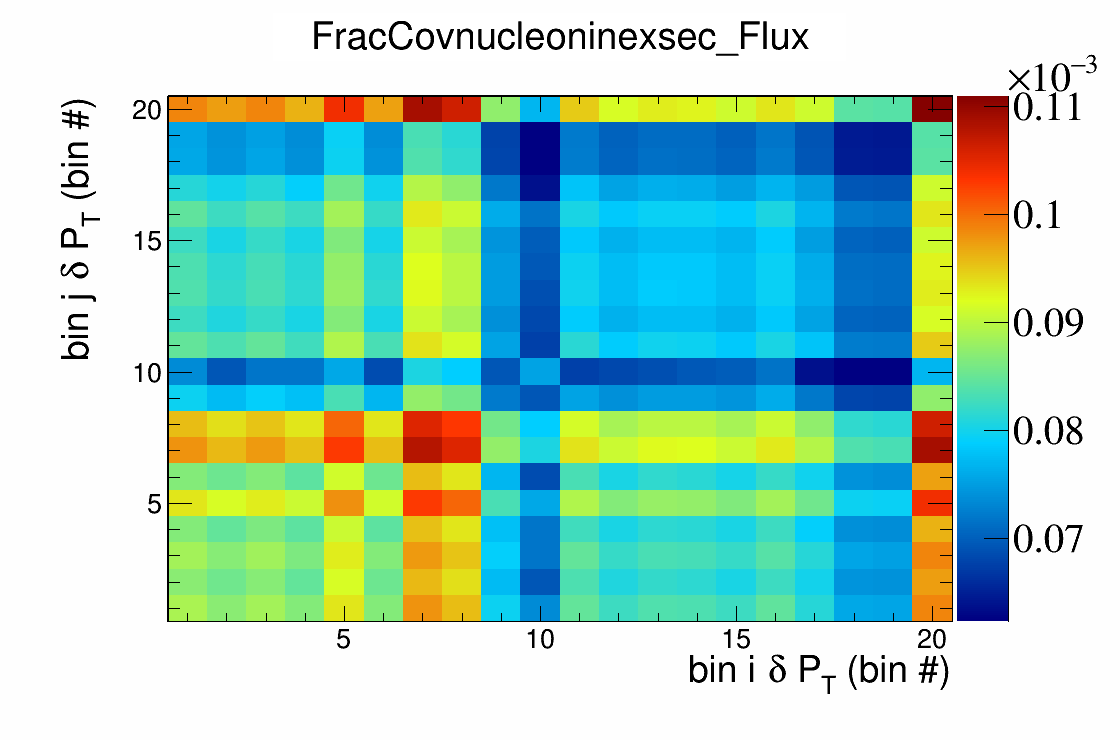 FracCovnucleoninexsec_Flux
×10⁻³
bin j δ P_T (bin #)
20
15
10
5
0.11
0.1
0.09
0.08
0.07
5 10 15 20
bin i δ P_T (bin #)